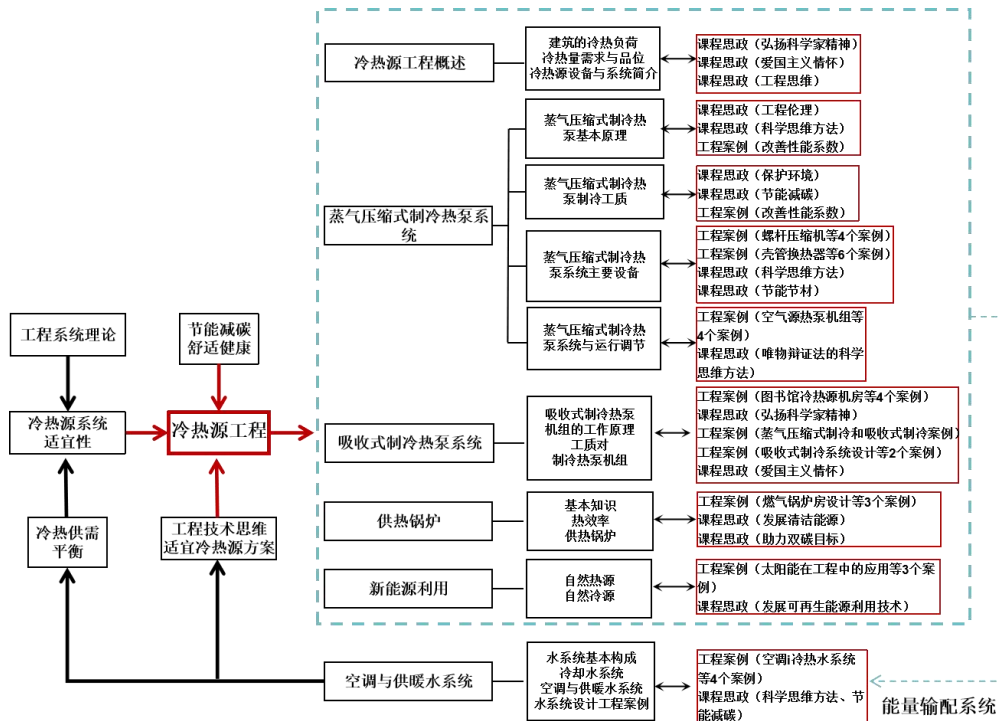 工程系统理论
节能减碳
舒适健康
冷热源系统
适宜性
冷热源工程
冷热供需
平衡
工程技术思维
适宜冷热源方案
冷热源工程概述
建筑的冷热负荷
冷热量需求与品位
冷热源设备与系统简介
课程思政（弘扬科学家精神）
课程思政（爱国主义情怀）
课程思政（工程思维）
蒸气压缩式制冷热泵系
统
蒸气压缩式制冷热
泵基本原理
课程思政（工程伦理）
课程思政（科学思维方法）
工程案例（改善性能系数）
蒸气压缩式制冷热
泵制冷工质
课程思政（保护环境）
课程思政（节能减碳）
工程案例（改善性能系数）
蒸气压缩式制冷热
泵系统主要设备
工程案例（螺杆压缩机等4个案例）
工程案例（壳管换热器等6个案例）
课程思政（科学思维方法）
课程思政（节能节材）
蒸气压缩式制冷热
泵系统与运行调节
工程案例（空气源热泵机组等
4个案例）
课程思政（唯物辩证法的科学
思维方法）
吸收式制冷热泵系统
吸收式制冷热泵
机组的工作原理
工质对
制冷热泵机组
工程案例（图书馆冷热源机房等4个案例）
课程思政（弘扬科学家精神）
工程案例（蒸气压缩式制冷和吸收式制冷案例）
工程案例（吸收式制冷系统设计等2个案例）
课程思政（爱国主义情怀）
供热锅炉
基本知识
热效率
供热锅炉
工程案例（燃气锅炉房设计等3个案例）
课程思政（发展清洁能源）
课程思政（助力双碳目标）
新能源利用
自然热源
自然冷源
工程案例（太阳能在工程中的应用等3个案
例）
课程思政（发展可再生能源利用技术）
空调与供暖水系统
水系统基本构成
冷却水系统
空调与供暖水系统
水系统设计工程案例
工程案例（空调i冷热水系统
等4个案例）
课程思政（科学思维方法、节
能减碳）
能量输配系统